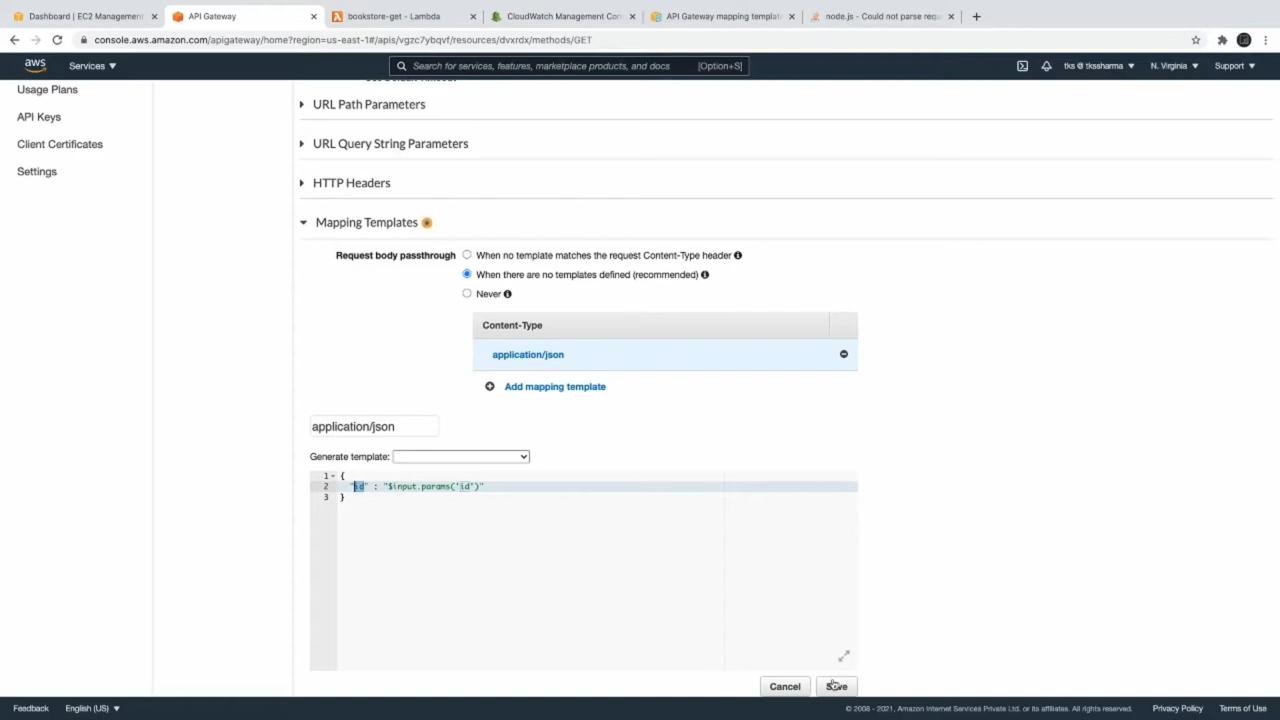 Dashboard | EC2 Management
API Gateway
bookstore-get - Lambda
CloudWatch Management Con
API Gateway mapping templat
node.js - Could not parse requ
console.aws.amazon.com/apigateway/home?region=us-east-1#/apis/vgzc7ybqvf/resources/dvxrdx/methods/GET
aws
Services
Search for services, features, marketplace products, and docs [Option+S]
tks @ tkssharma
N. Virginia
Support
Usage Plans
API Keys
Client Certificates
Settings
URL Path Parameters
URL Query String Parameters
HTTP Headers
Mapping Templates
Request body passthrough
When no template matches the request Content-Type header
When there are no templates defined (recommended)
Never
Content-Type
application/json
Add mapping template
application/json
Generate template:
1 {
2 "id" : "$input.params('id')"
3 }
Cancel
Save
Feedback
English (US)
© 2008 - 2021, Amazon Internet Services Private Ltd. or its affiliates. All rights reserved.
Privacy Policy
Terms of Use